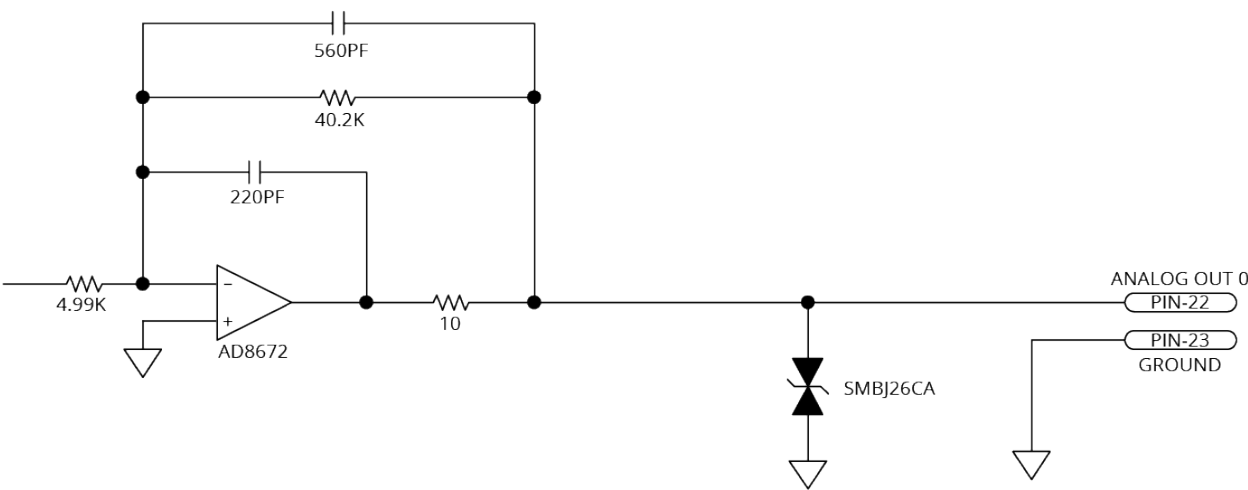 560PF
40.2K
220PF
4.99K
−
+
AD8672
10
ANALOG OUT 0
PIN-22
PIN-23
GROUND
SMBJ26CA